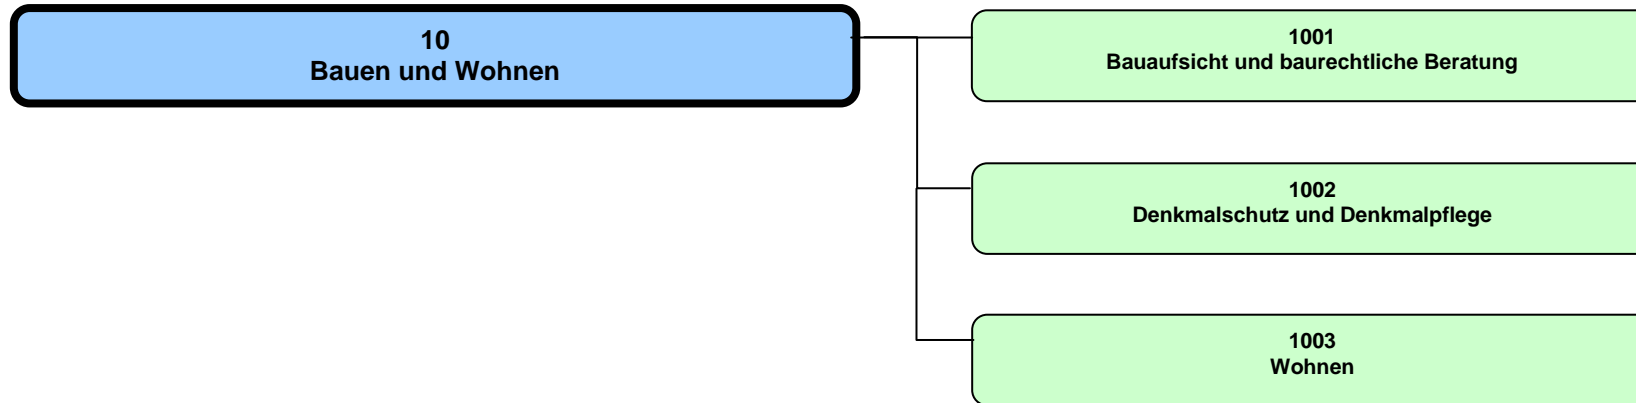 10
Bauen und Wohnen
1001
Bauaufsicht und baurechtliche Beratung
1002
Denkmalschutz und Denkmalpflege
1003
Wohnen